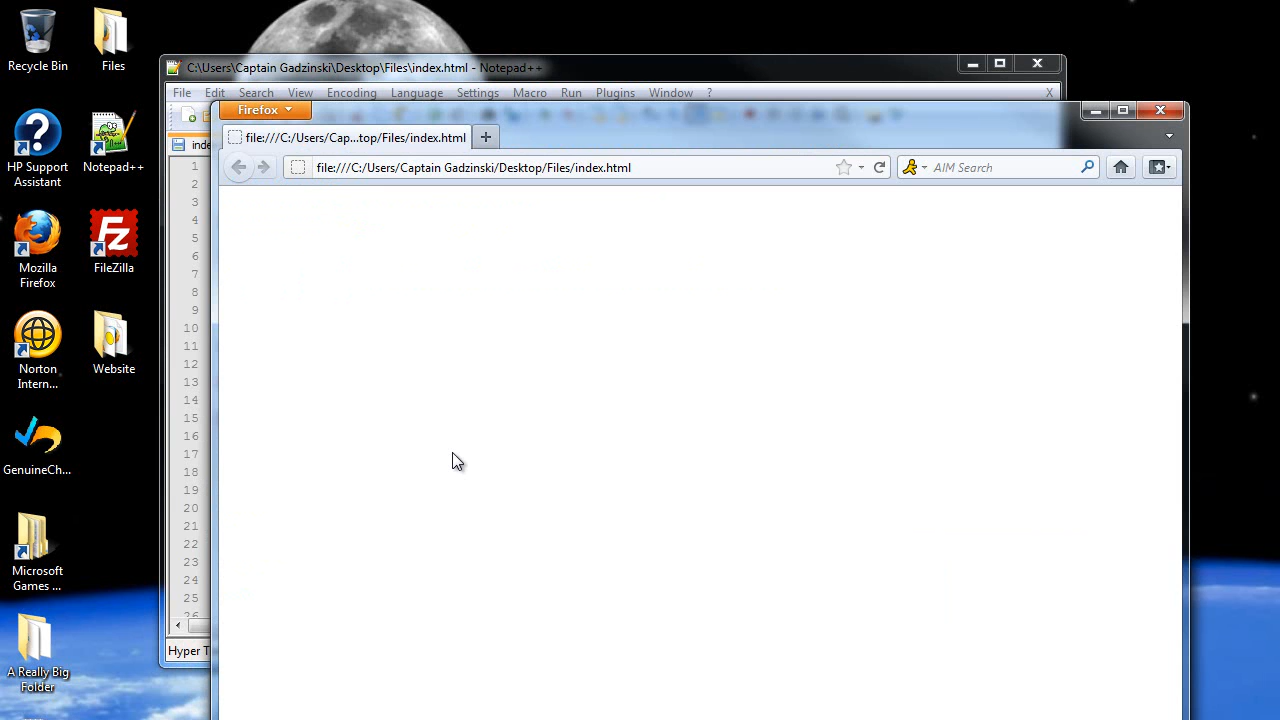 Recycle Bin
Files
HP Support
Assistant
Notepad++
Mozilla
Firefox
FileZilla
Norton
Intern...
Website
GenuineCh...
Microsoft
Games ...
A Really Big
Folder
C:\Users\Captain Gadzinski\Desktop\Files\index.html - Notepad++
File Edit Search View Encoding Language Settings Macro Run Plugins Window ? X
inde
Firefox
file:///C:/Users/Cap...top/Files/index.html
file:///C:/Users/Captain Gadzinski/Desktop/Files/index.html
AIM Search
1
2
3
4
5
6
7
8
9
10
11
12
13
14
15
16
17
18
19
20
21
22
23
24
25
26
Hyper T